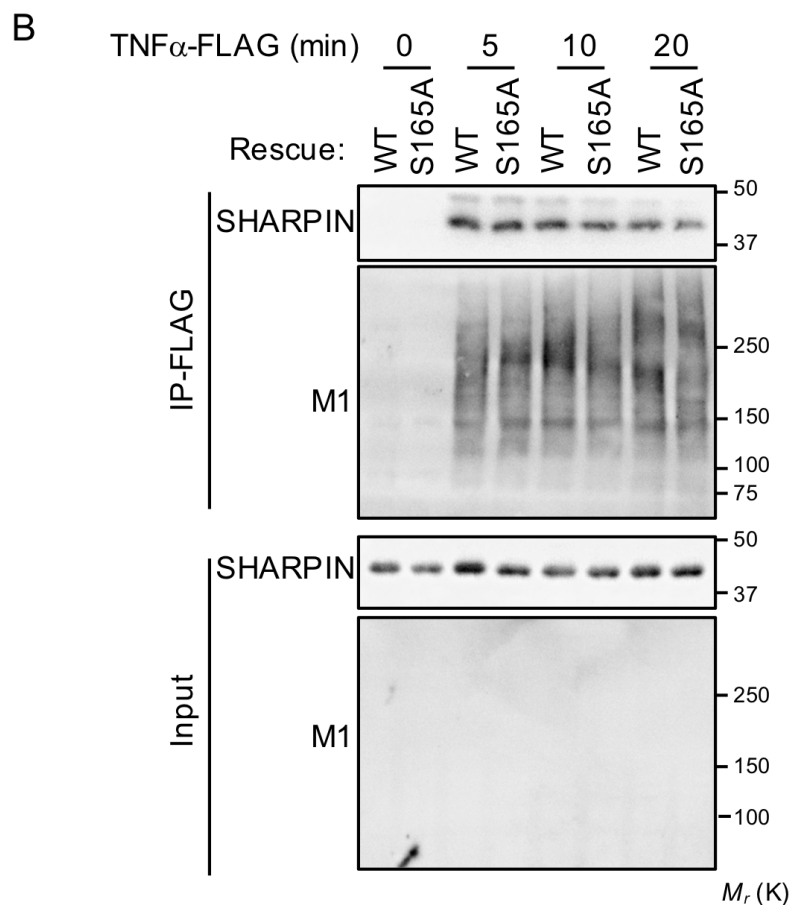 B
TNFα-FLAG (min) 0 5 10 20
Rescue: WT S165A WT S165A WT S165A WT S165A
IP-FLAG
SHARPIN
50
37
M1
250
150
100
75
Input
SHARPIN
50
37
M1
250
150
100
Mr (K)